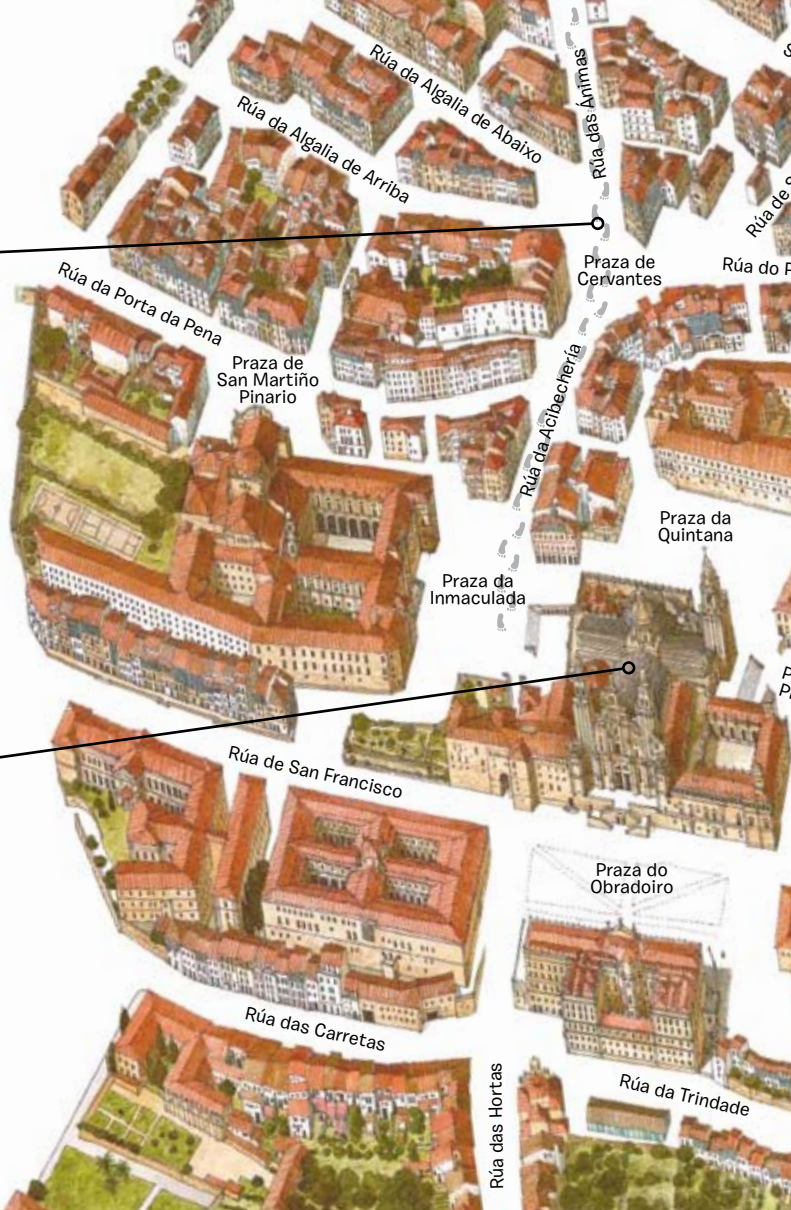 Rúa da Algalia de Abaixo
Rúa das Ánimas
Rúa da Algalia de Arriba
Praza de
Cervantes
Rúa da Porta da Pena
Praza de
San Martiño
Pinario
Rúa da Acibechería
Praza da
Quintana
Praza da
Inmaculada
Rúa de San Francisco
Praza do
Obradoiro
Rúa das Carretas
Rúa das Hortas
Rúa da Trindade
Rúa de S
Rúa do P